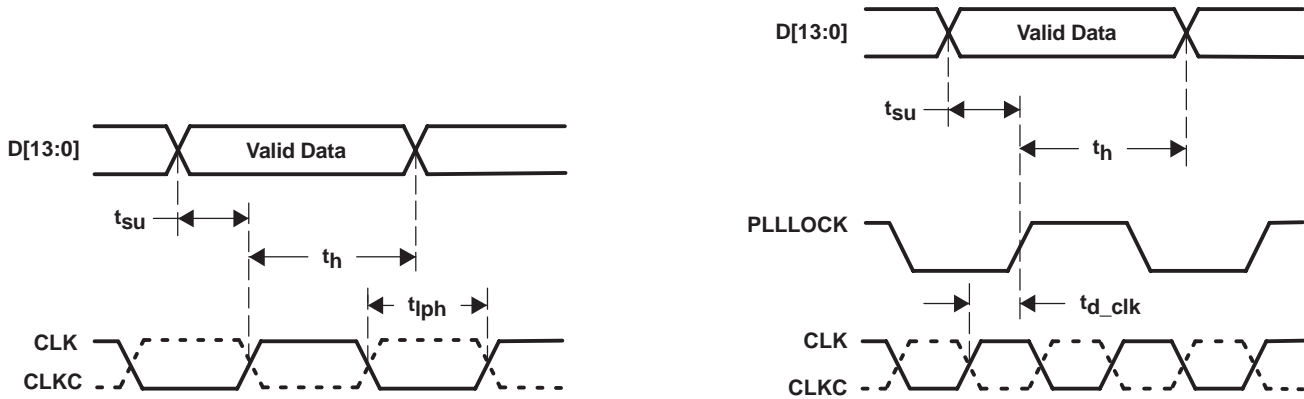 D[13:0]
Valid Data
tsu
th
tlph
CLK
CLKC
D[13:0]
Valid Data
tsu
th
PLLLOCK
td_clk
CLK
CLKC